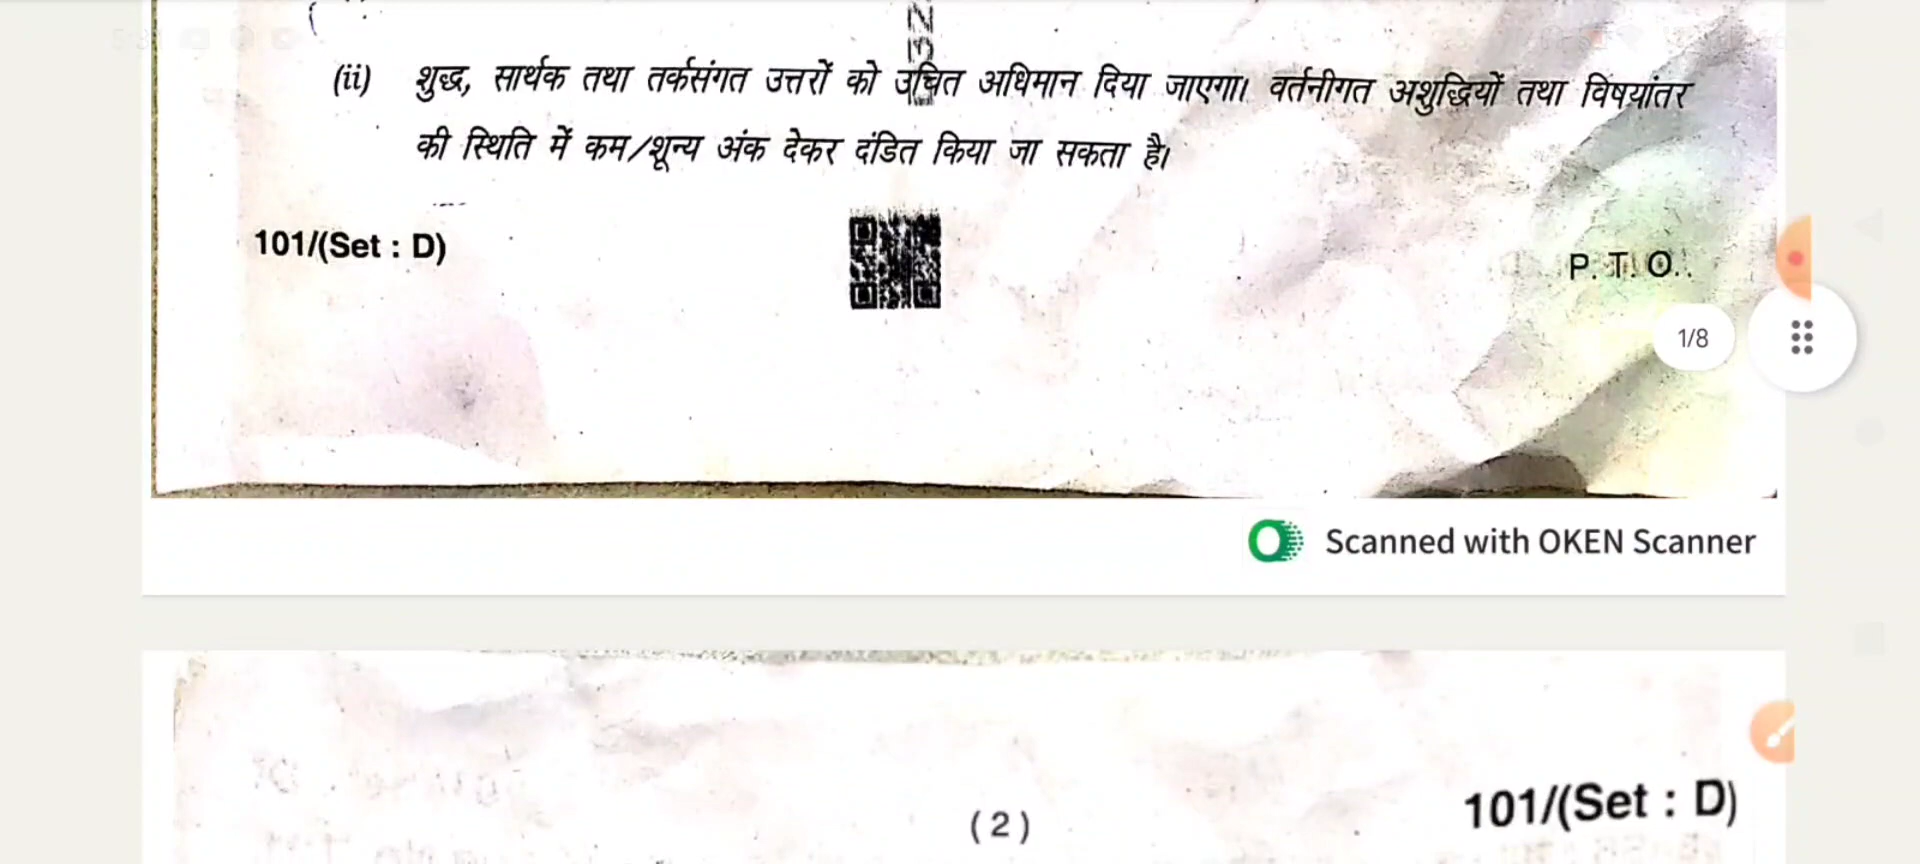 (ii) शुद्ध, सार्थक तथा तर्कसंगत उत्तरों को उचित अधिमान दिया जाएगा। वर्तनीगत अशुद्धियों तथा विषयांतर
की स्थिति में कम/शून्य अंक देकर दंडित किया जा सकता है।
101/(Set : D)
P. T. O.
1/8
Scanned with OKEN Scanner
101/(Set : D)
(2)